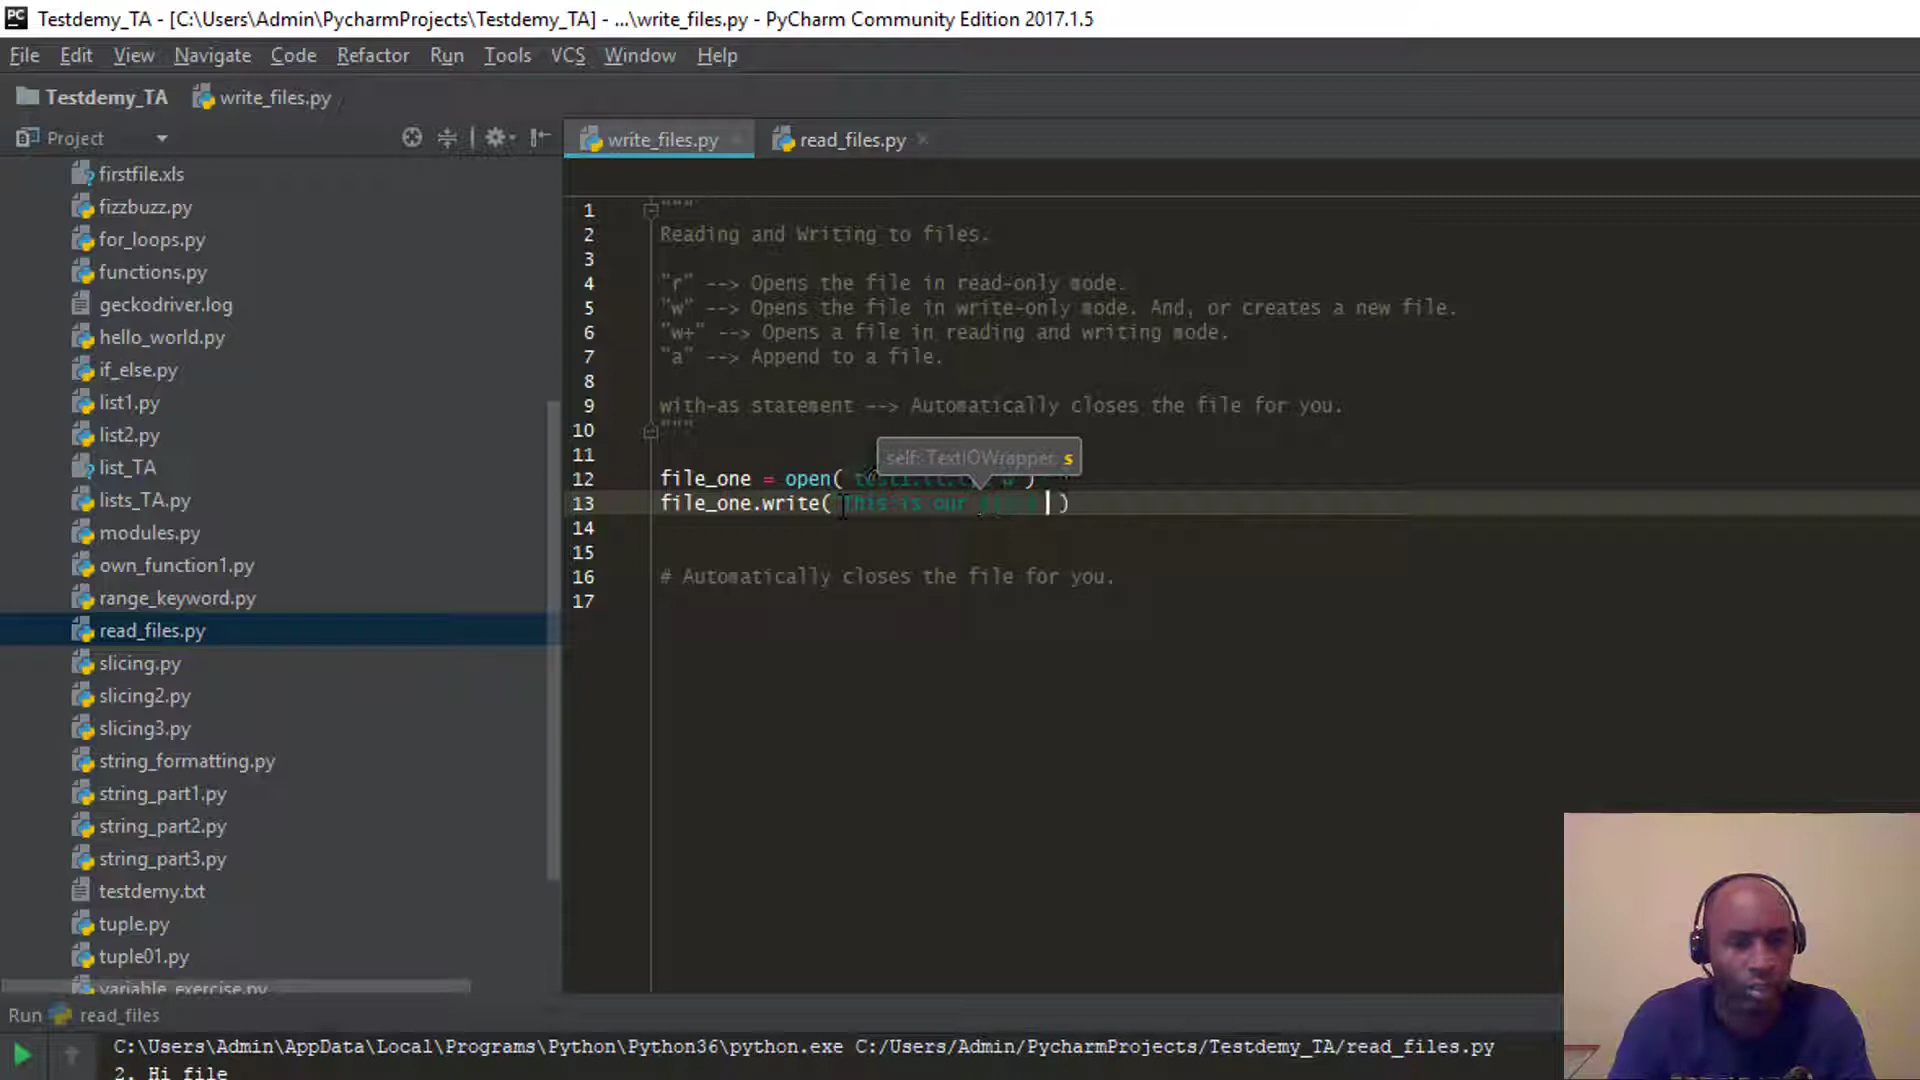 PC Testdemy_TA - [C:\Users\Admin\PycharmProjects\Testdemy_TA] - ...\write_files.py - PyCharm Community Edition 2017.1.5
File Edit View Navigate Code Refactor Run Tools VCS Window Help
Testdemy_TA write_files.py
Project
write_files.py read_files.py
firstfile.xls
fizzbuzz.py
for_loops.py
functions.py
geckodriver.log
hello_world.py
if_else.py
list1.py
list2.py
list_TA
lists_TA.py
modules.py
own_function1.py
range_keyword.py
read_files.py
slicing.py
slicing2.py
slicing3.py
string_formatting.py
string_part1.py
string_part2.py
string_part3.py
testdemy.txt
tuple.py
tuple01.py
variable_exercise.py
1 """
2 Reading and Writing to files.
3
4 "r" --> Opens the file in read-only mode.
5 "w" --> Opens the file in write-only mode. And, or creates a new file.
6 "w+" --> Opens a file in reading and writing mode.
7 "a" --> Append to a file.
8
9 with-as statement --> Automatically closes the file for you.
10 """
11
self: TextIOWrapper, s
12 file_one = open( )
13 file_one.write( This is our )
14
15
16 # Automatically closes the file for you.
17
Run read_files
C:\Users\Admin\AppData\Local\Programs\Python\Python36\python.exe C:/Users/Admin/PycharmProjects/Testdemy_TA/read_files.py
2. Hi file